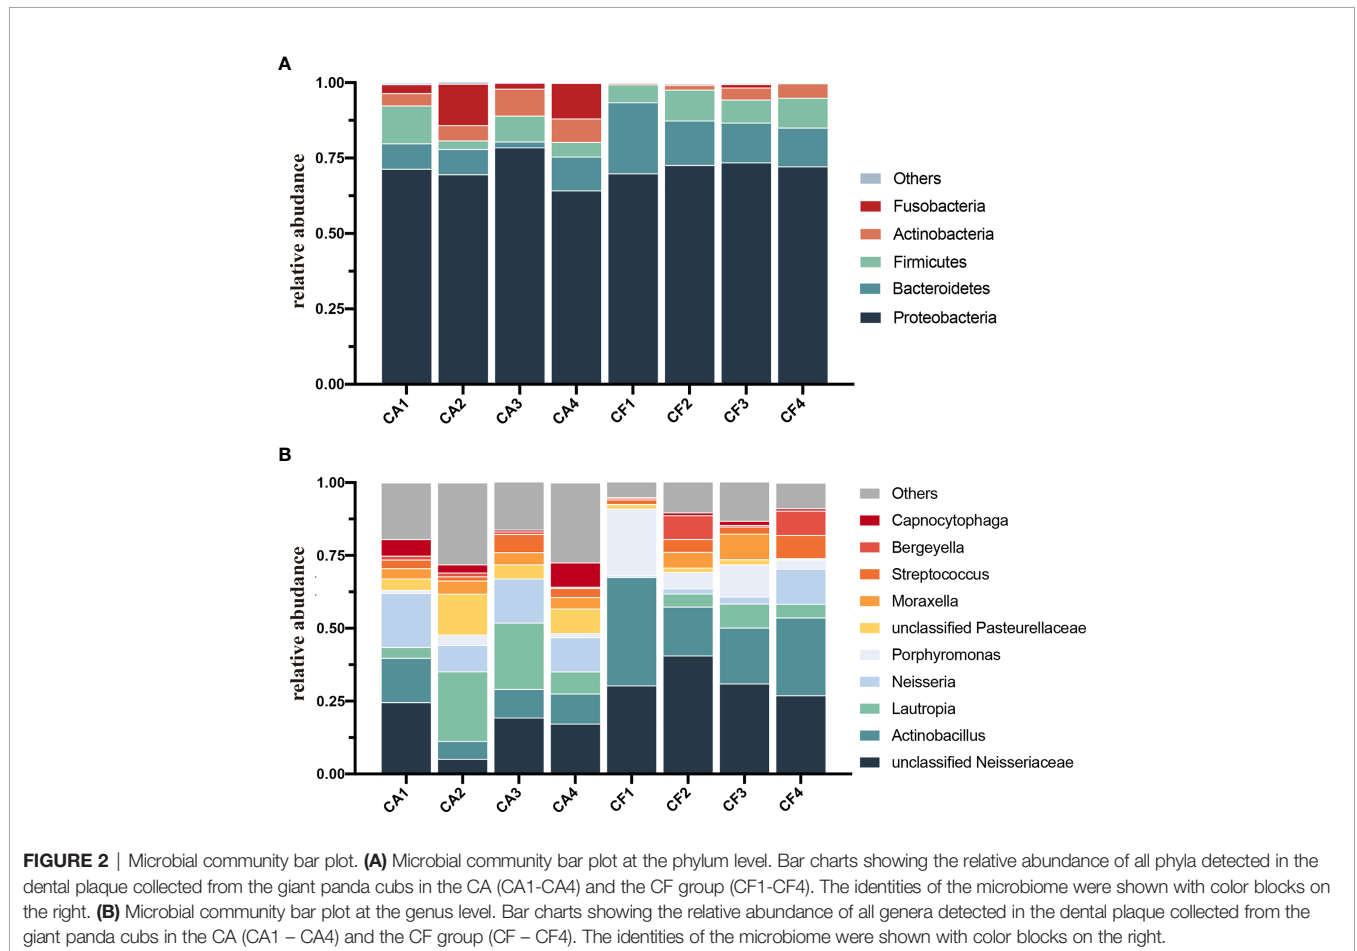 A
1.00
0.75
0.50
0.25
0.00
relative abudance
CA1
CA2
CA3
CA4
CF1
CF2
CF3
CF4
Others
Fusobacteria
Actinobacteria
Firmicutes
Bacteroidetes
Proteobacteria
B
1.00
0.75
0.50
0.25
0.00
relative abundance
CA1
CA2
CA3
CA4
CF1
CF2
CF3
CF4
Others
Capnocytophaga
Bergeyella
Streptococcus
Moraxella
unclassified Pasteurellaceae
Porphyromonas
Neisseria
Lautropia
Actinobacillus
unclassified Neisseriaceae
FIGURE 2 | Microbial community bar plot. (A) Microbial community bar plot at the phylum level. Bar charts showing the relative abundance of all phyla detected in the
dental plaque collected from the giant panda cubs in the CA (CA1-CA4) and the CF group (CF1-CF4). The identities of the microbiome were shown with color blocks on
the right. (B) Microbial community bar plot at the genus level. Bar charts showing the relative abundance of all genera detected in the dental plaque collected from the
giant panda cubs in the CA (CA1 – CA4) and the CF group (CF – CF4). The identities of the microbiome were shown with color blocks on the right.